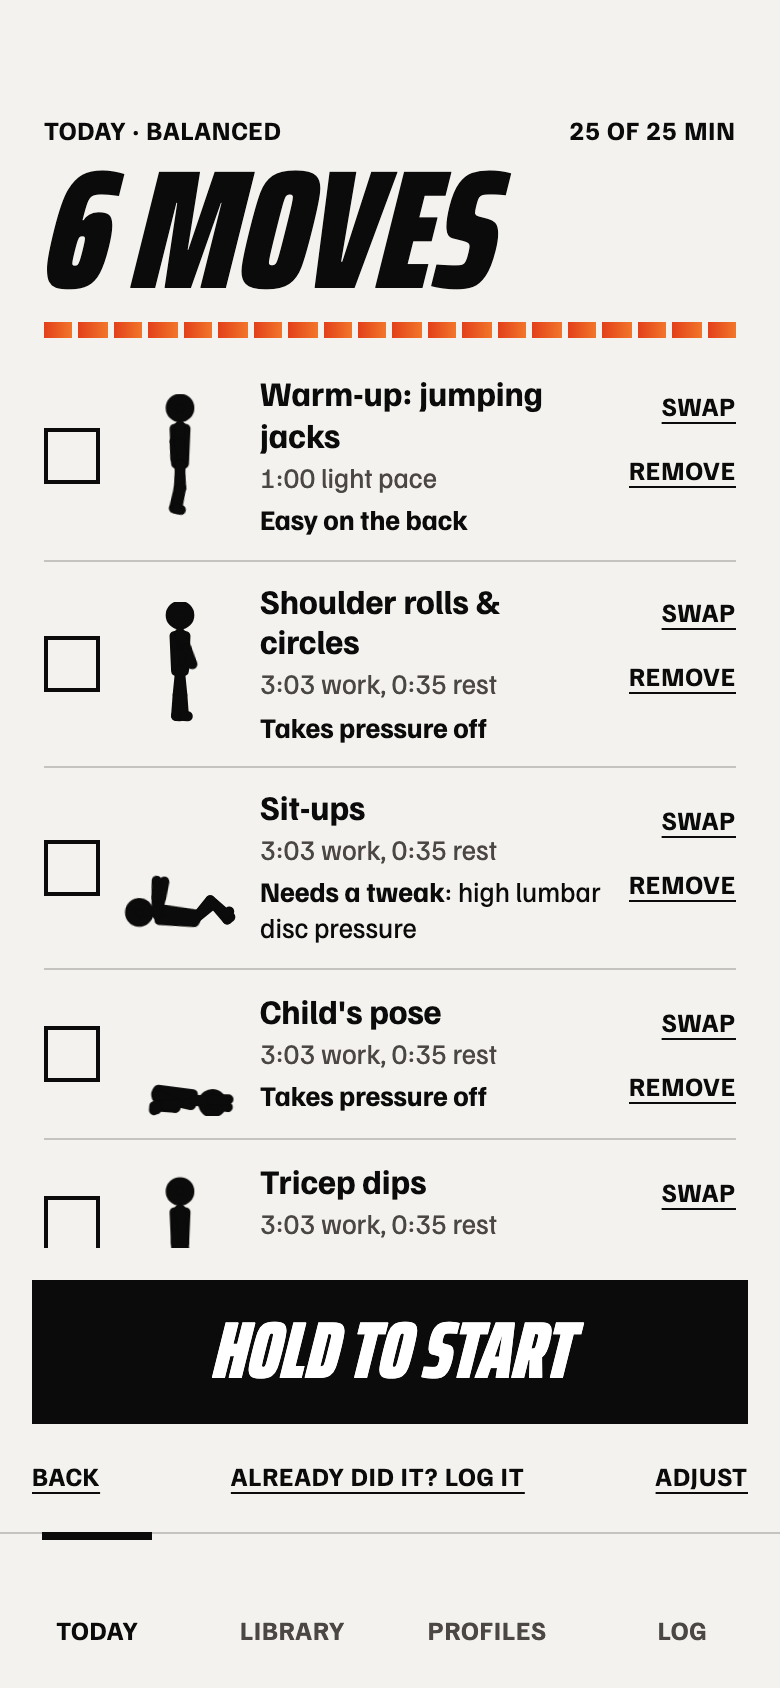 TODAY · BALANCED
25 OF 25 MIN
6 MOVES
Warm-up: jumping
jacks
1:00 light pace
Easy on the back
SWAP
REMOVE
Shoulder rolls &
circles
3:03 work, 0:35 rest
Takes pressure off
SWAP
REMOVE
Sit-ups
3:03 work, 0:35 rest
Needs a tweak: high lumbar
disc pressure
SWAP
REMOVE
Child's pose
3:03 work, 0:35 rest
Takes pressure off
SWAP
REMOVE
Tricep dips
3:03 work, 0:35 rest
SWAP
HOLD TO START
BACK
ALREADY DID IT? LOG IT
ADJUST
TODAY
LIBRARY
PROFILES
LOG